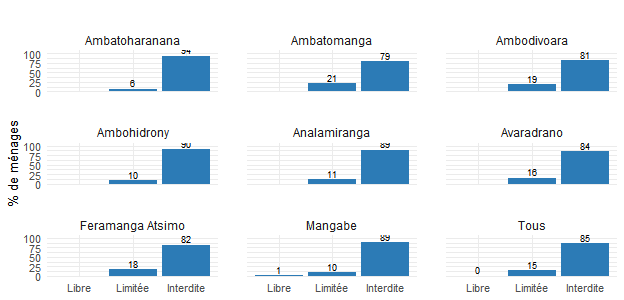 Ambatoharanana Ambatomanga Ambodivoara
100 94 79 81
75
50
25 6 21 19
0
Ambohidrony Analamiranga Avaradrano
100 90 89 84
75
50
25 10 11 16
0
% de ménages
Feramanga Atsimo Mangabe Tous
100 82 89 85
75
50
25 18 1 10 0 15
0
Libre Limitée Interdite Libre Limitée Interdite Libre Limitée Interdite